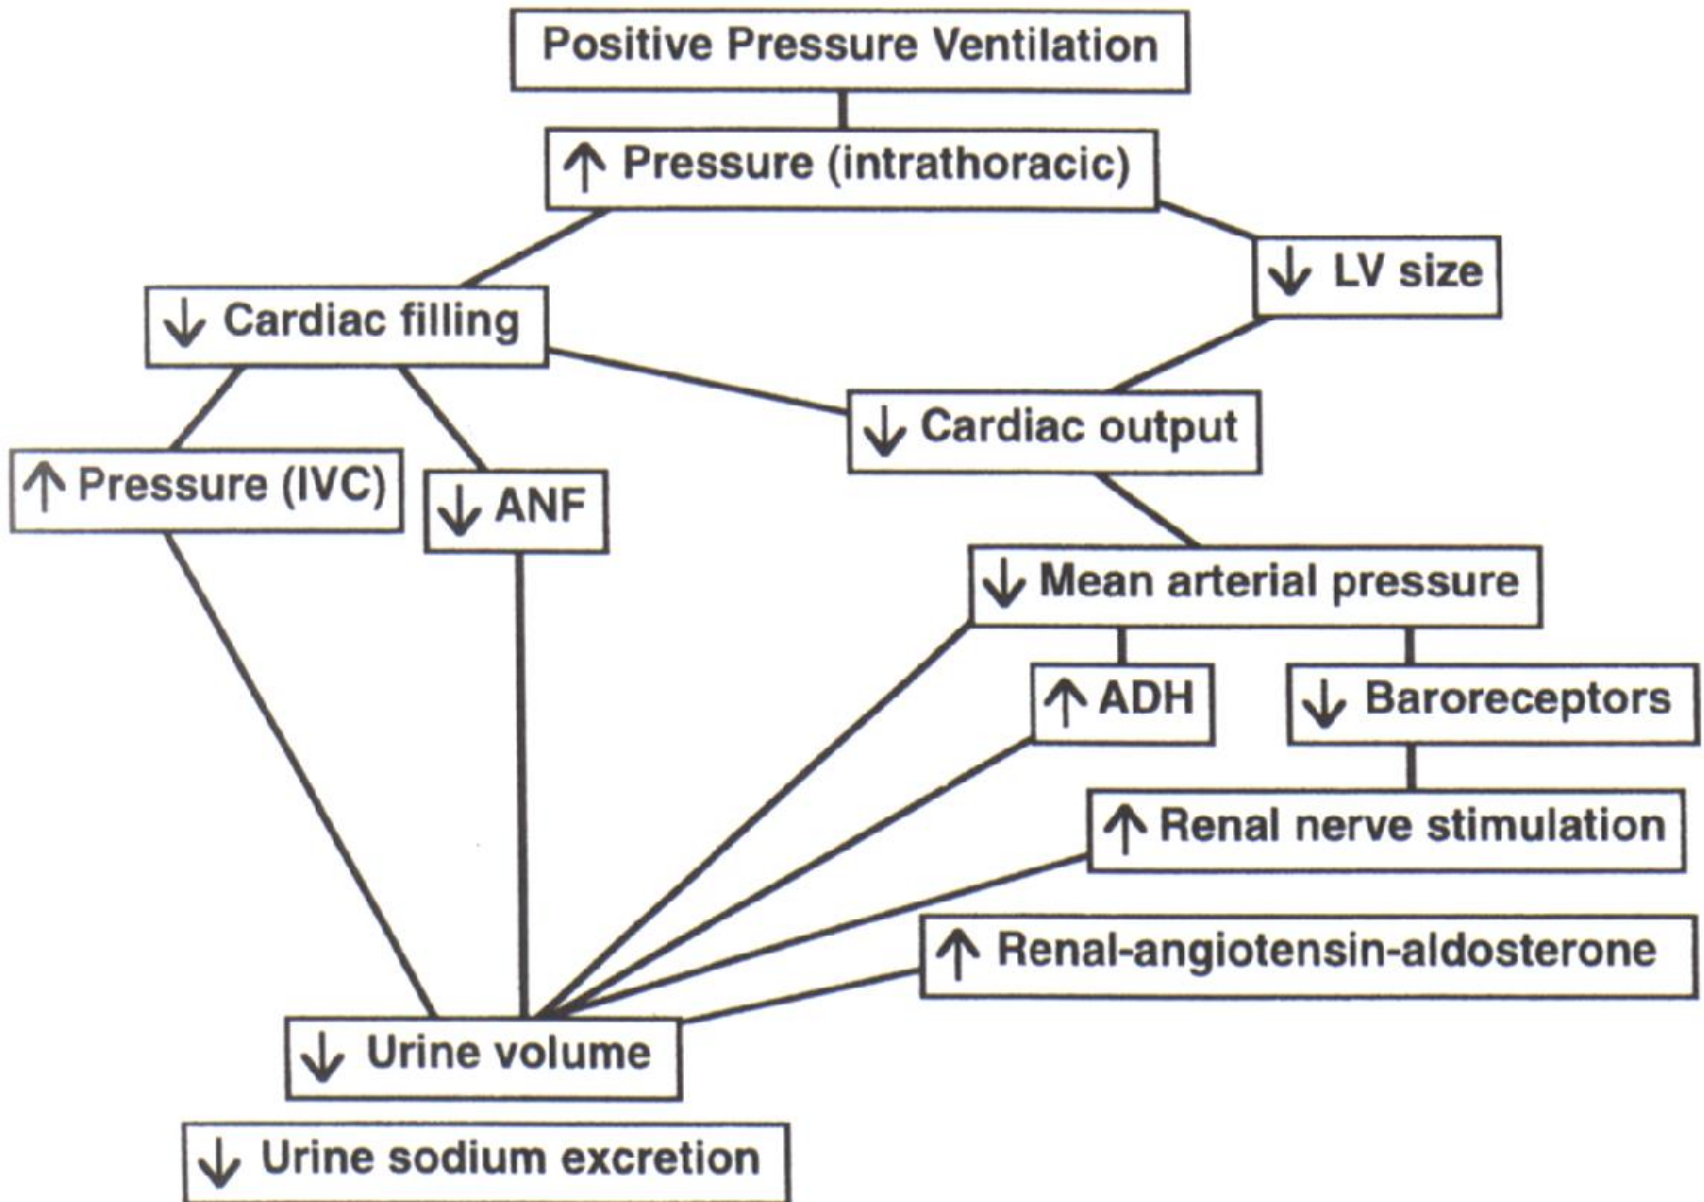 Positive Pressure Ventilation
↑ Pressure (intrathoracic)
↓ LV size
↓ Cardiac filling
↓ Cardiac output
↑ Pressure (IVC)
↓ ANF
↓ Mean arterial pressure
↑ ADH
↓ Baroreceptors
↑ Renal nerve stimulation
↑ Renal-angiotensin-aldosterone
↓ Urine volume
↓ Urine sodium excretion